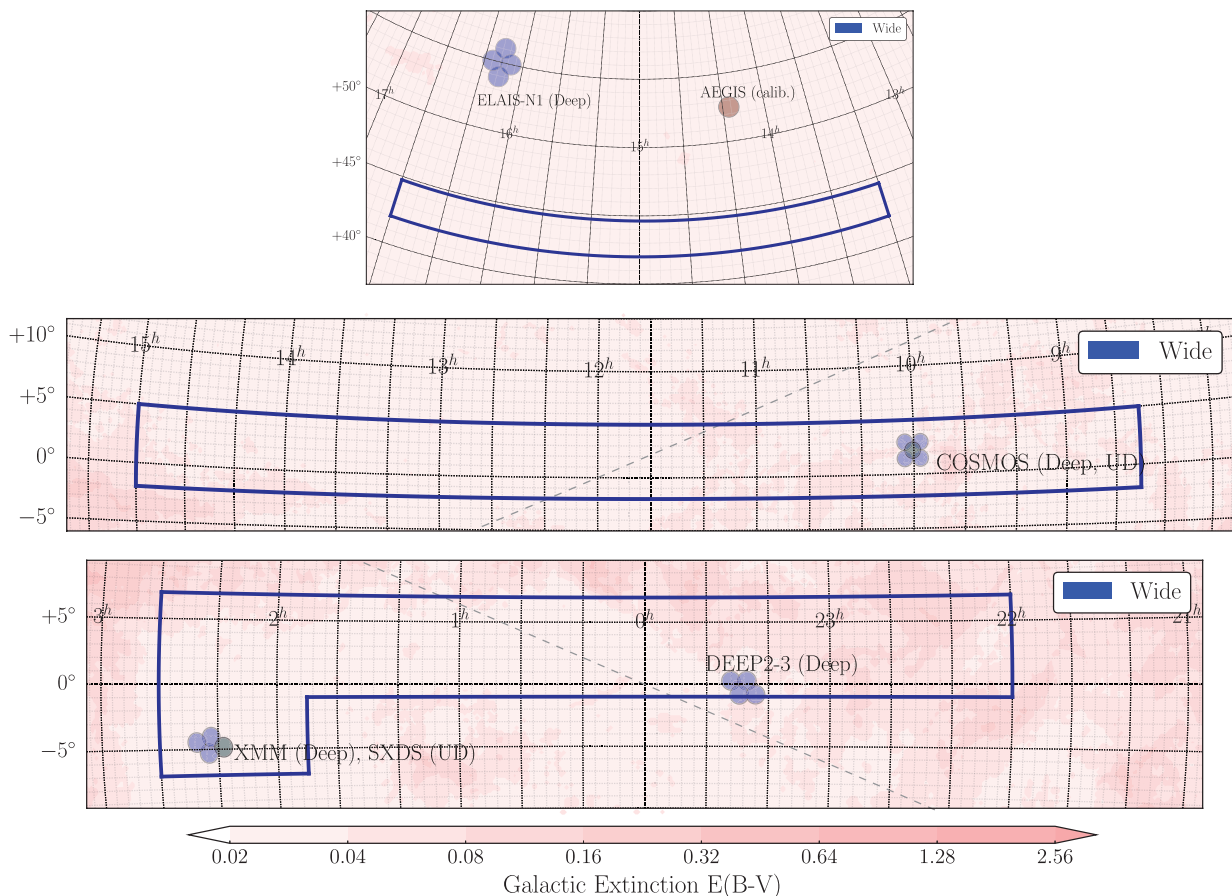 Wide
+50°
17ʰ
13ʰ
ELAIS-N1 (Deep)
AEGIS (calib.)
16ʰ
15ʰ
14ʰ
+45°
+40°
+10°
15ʰ
14ʰ
13ʰ
12ʰ
11ʰ
10ʰ
9ʰ
Wide
+5°
0°
COSMOS (Deep, UD)
−5°
Wide
+5°
3ʰ
2ʰ
1ʰ
0ʰ
23ʰ
22ʰ
21ʰ
DEEP2-3 (Deep)
0°
−5°
XMM (Deep), SXDS (UD)
0.02 0.04 0.08 0.16 0.32 0.64 1.28 2.56
Galactic Extinction E(B-V)